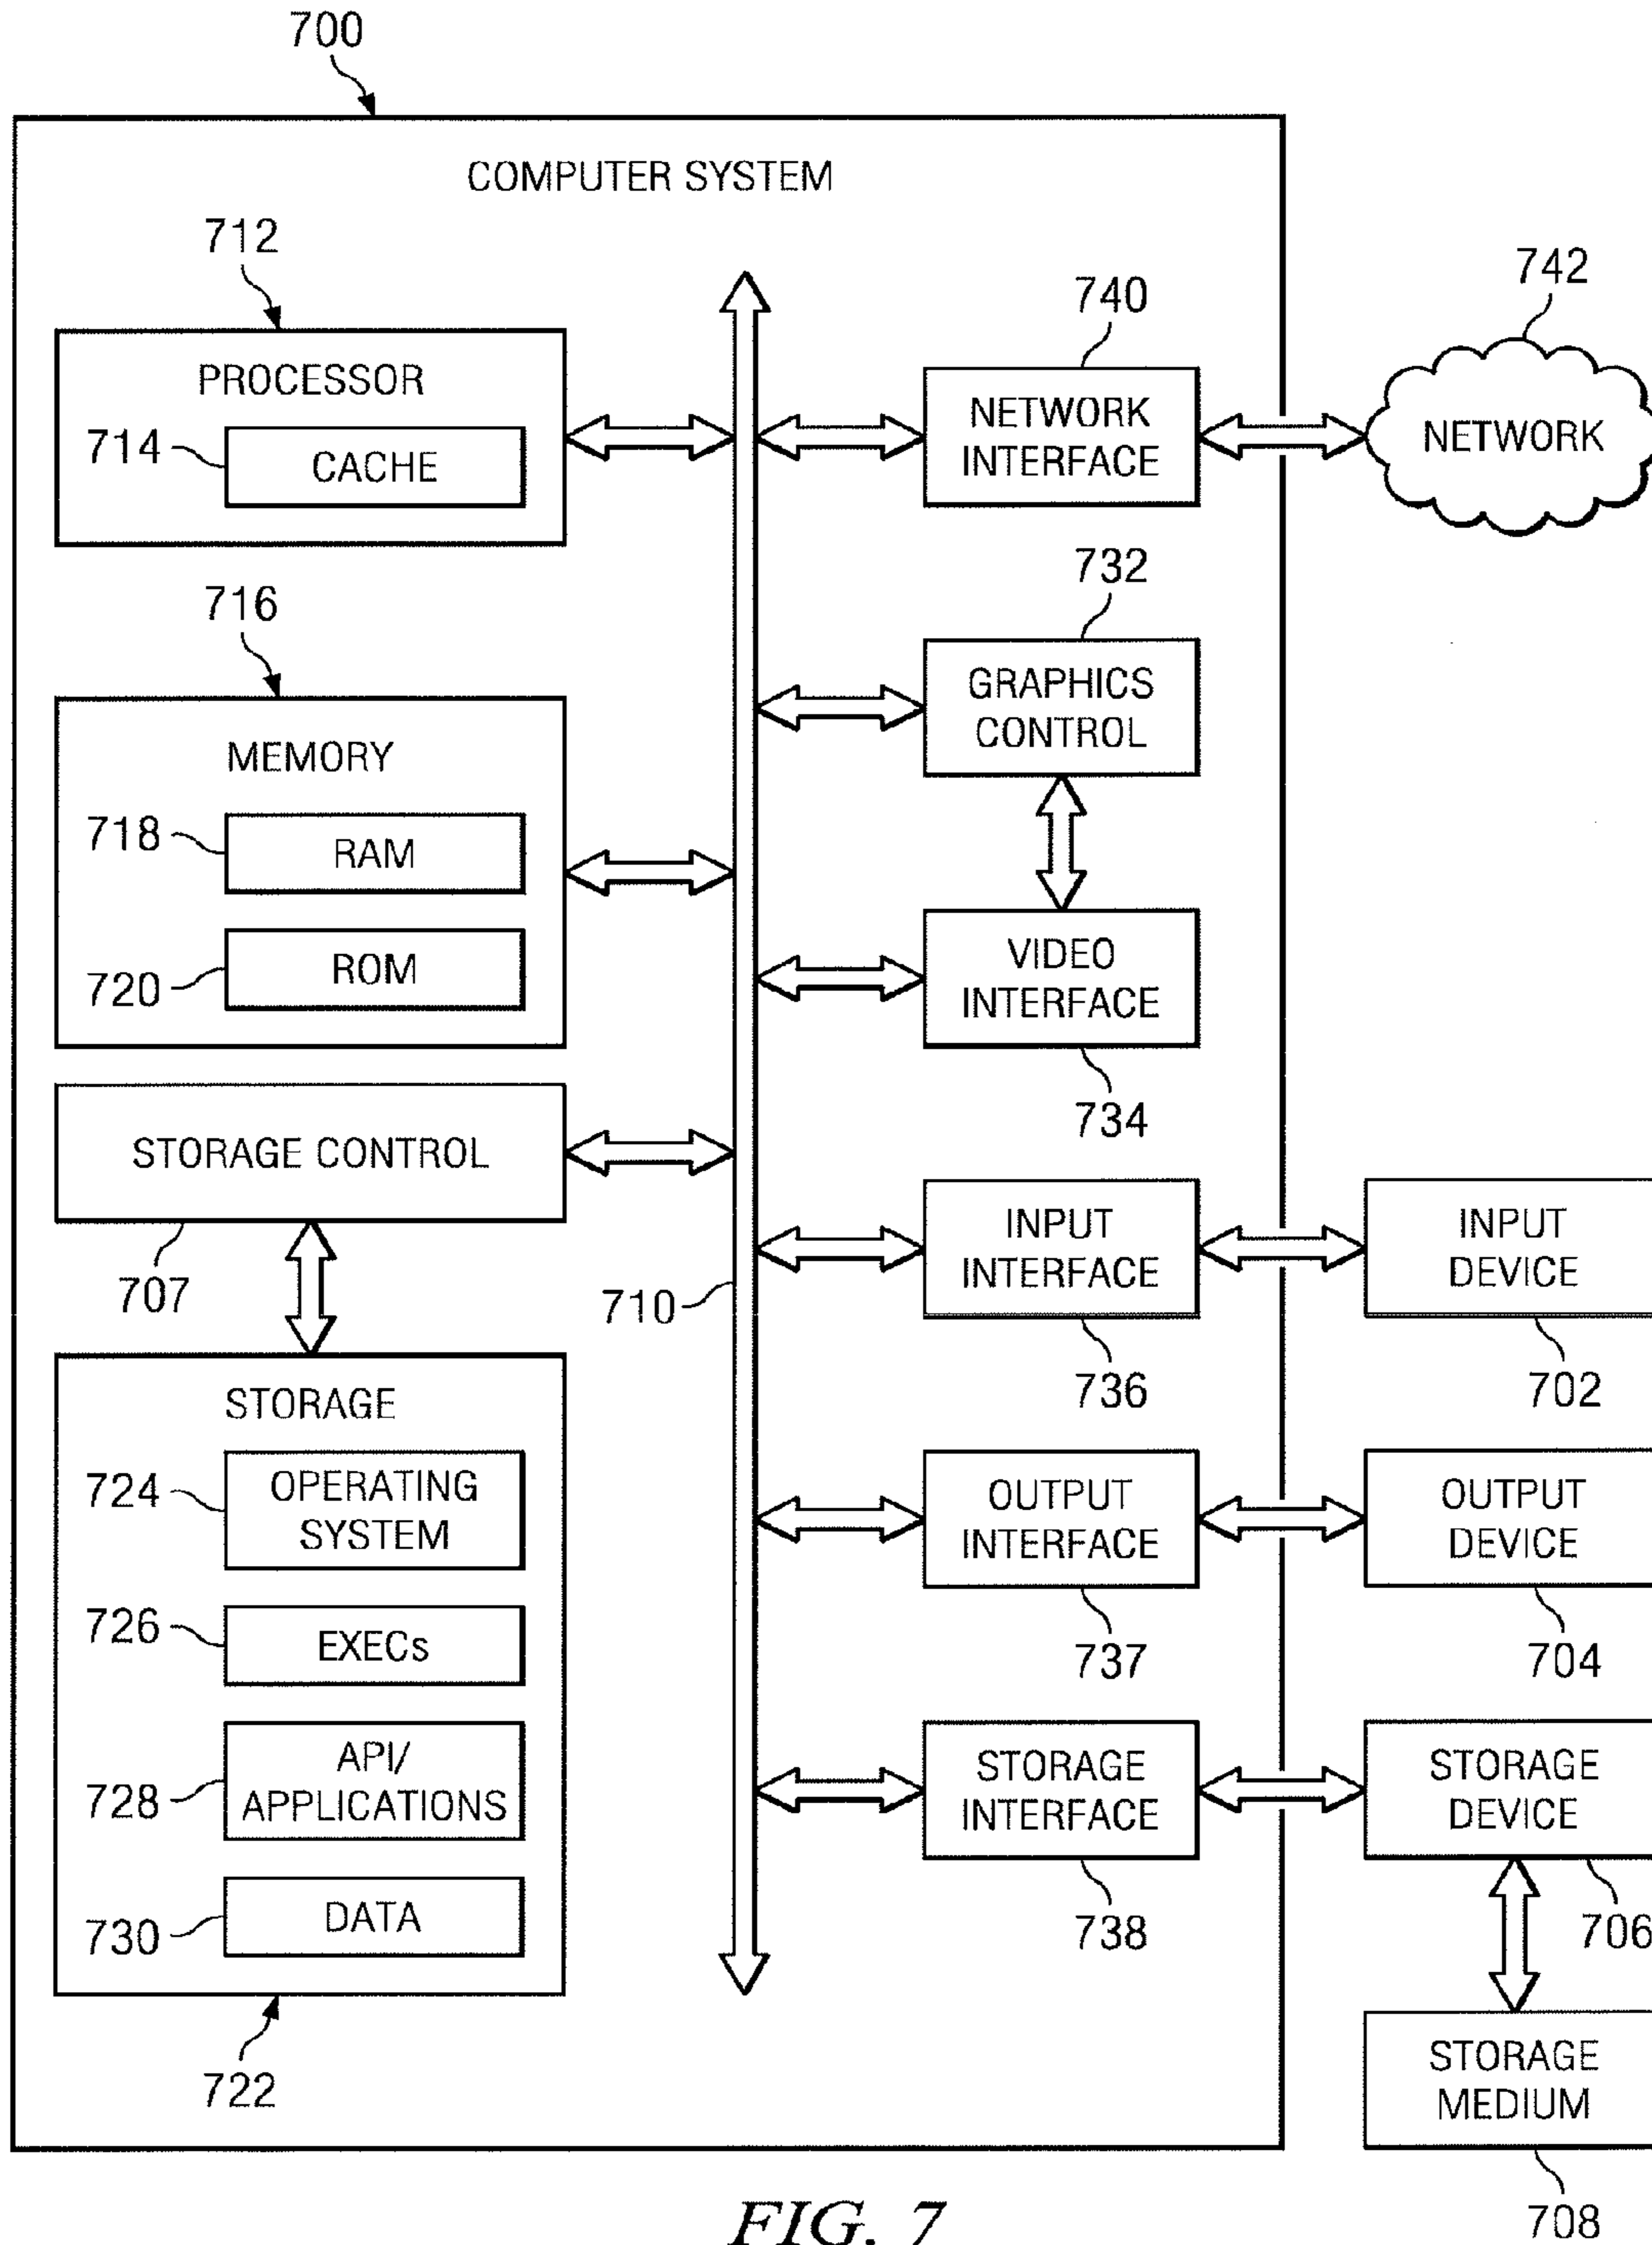 700
COMPUTER SYSTEM
712
PROCESSOR
714
CACHE
716
MEMORY
718
RAM
720
ROM
STORAGE CONTROL
707
STORAGE
724
OPERATING
SYSTEM
726
EXECs
728
API/
APPLICATIONS
730
DATA
722
710
740
NETWORK
INTERFACE
742
NETWORK
732
GRAPHICS
CONTROL
VIDEO
INTERFACE
734
INPUT
INTERFACE
736
INPUT
DEVICE
702
OUTPUT
INTERFACE
737
OUTPUT
DEVICE
704
STORAGE
INTERFACE
738
STORAGE
DEVICE
706
STORAGE
MEDIUM
708
FIG. 7